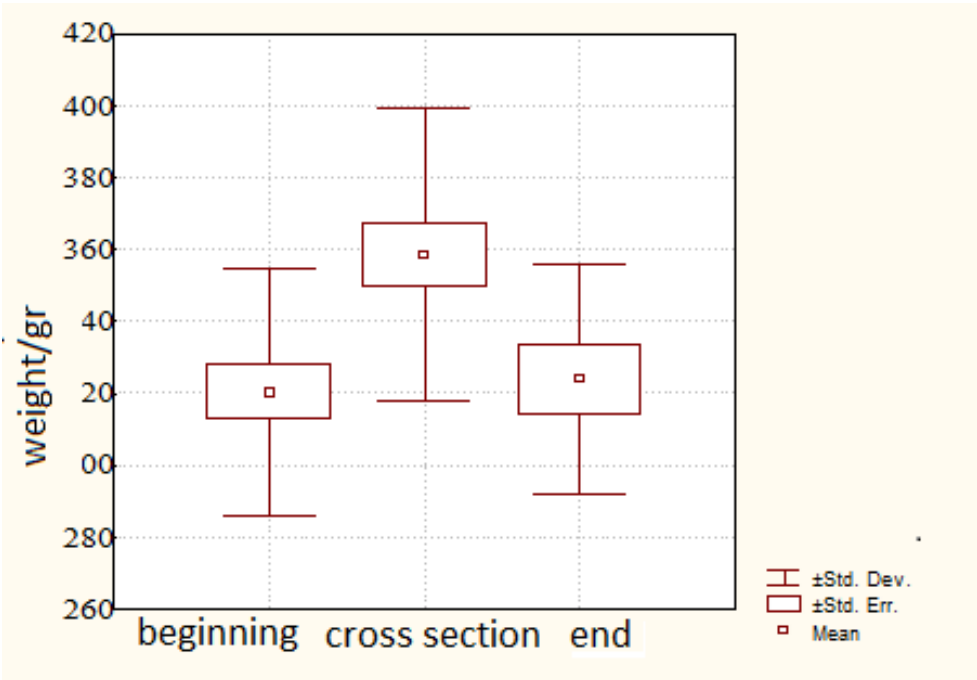 420
400
380
360
40
20
00
280
260
weight/gr
beginning cross section end
±Std. Dev.
±Std. Err.
Mean